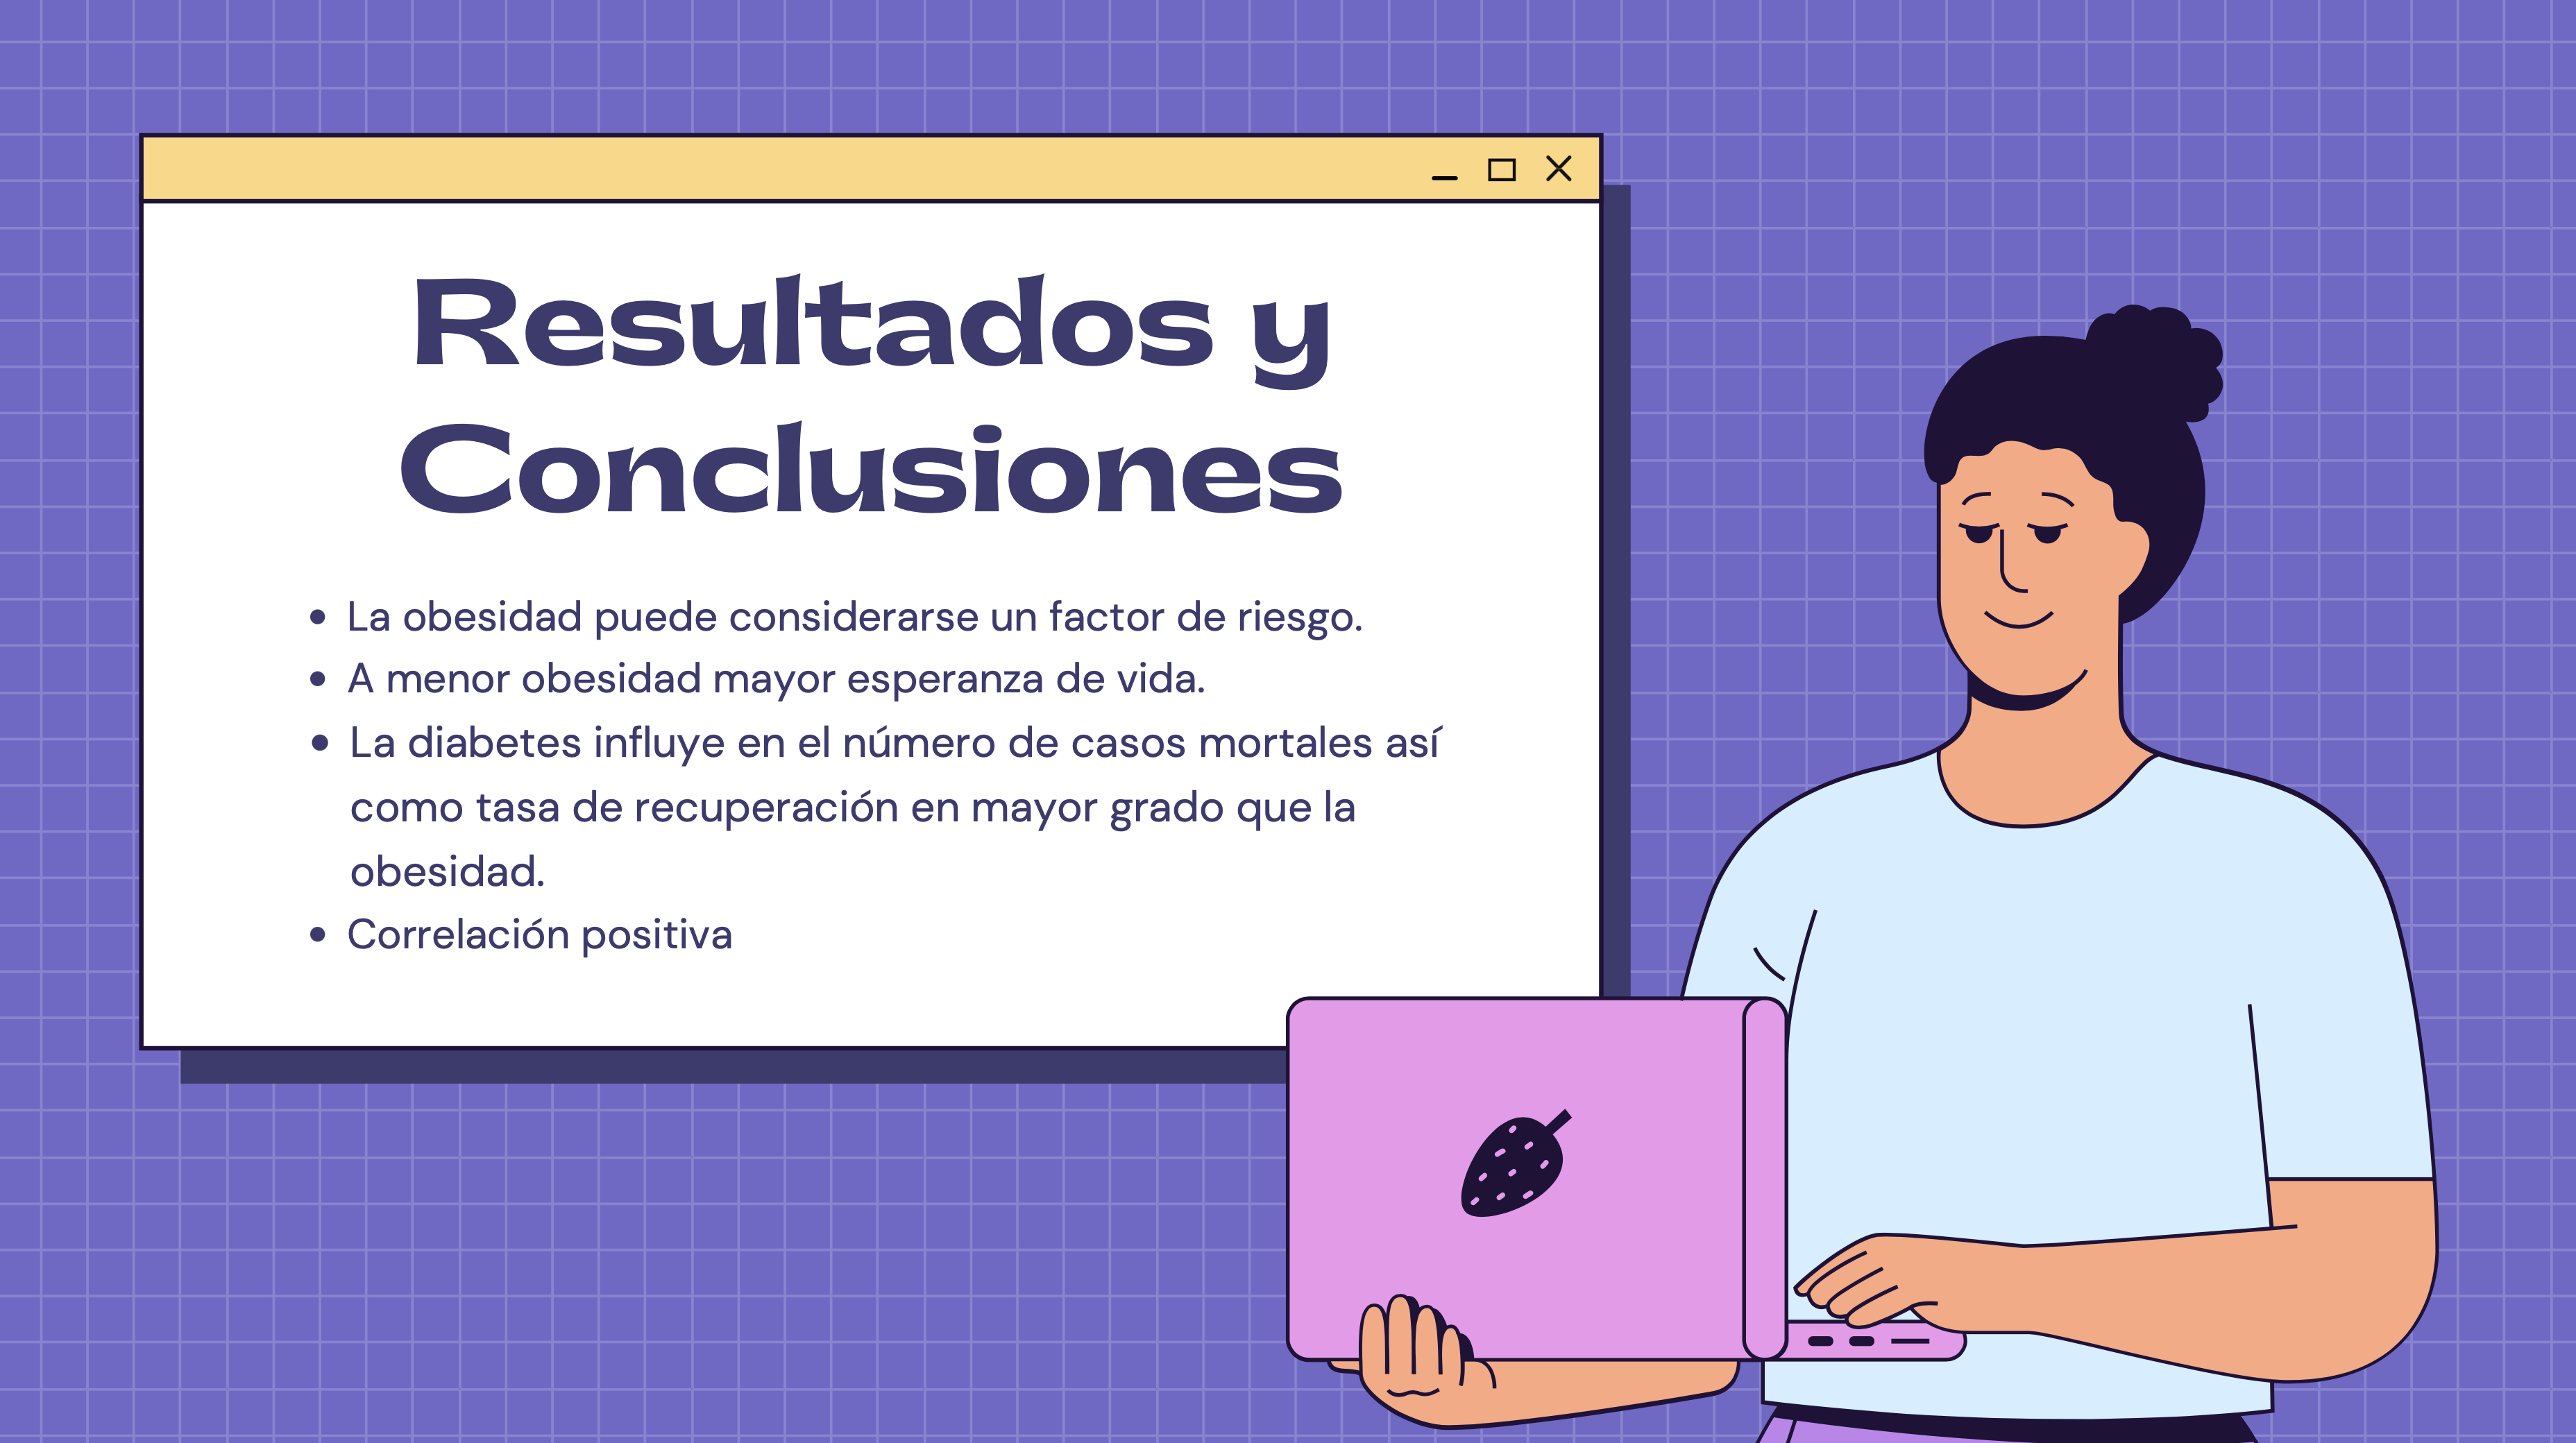 Resultados y
Conclusiones
• La obesidad puede considerarse un factor de riesgo.
• A menor obesidad mayor esperanza de vida.
• La diabetes influye en el número de casos mortales así
como tasa de recuperación en mayor grado que la
obesidad.
• Correlación positiva